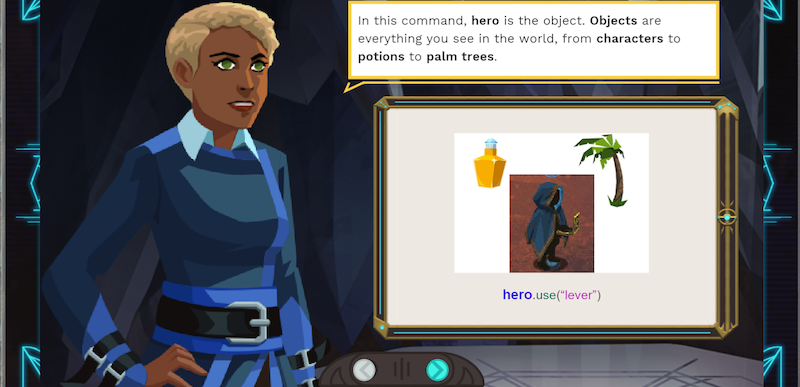 In this command, hero is the object. Objects are
everything you see in the world, from characters to
potions to palm trees.
hero.use(“lever”)